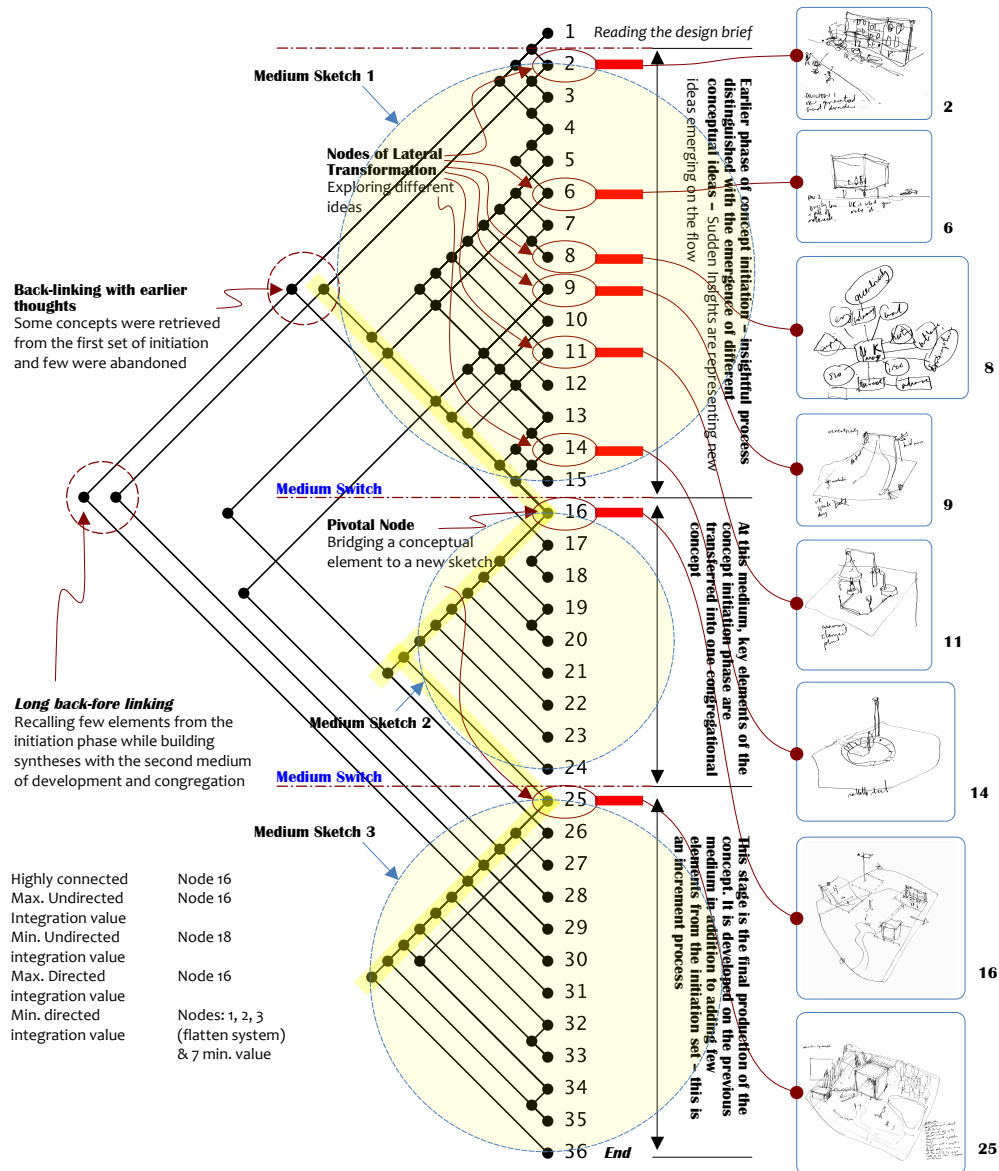 1 Reading the design brief
Medium Sketch 1
2
3
4
5
6
7
8
9
10
11
12
13
14
15
Nodes of Lateral
Transformation
Exploring different
ideas
Back-linking with earlier
thoughts
Some concepts were retrieved
from the first set of initiation
and few were abandoned
Earlier phase of concept initiation – insightful process
distinguished with the emergence of different
conceptual ideas – Sudden Insights are representing new
ideas emerging on the flow
Medium Switch
16
17
18
19
20
21
22
23
24
Pivotal Node
Bridging a conceptual
element to a new sketch
Medium Sketch 2
At this medium, key elements of the
concept initiation phase are
transferred into one congregational
concept
Long back-fore linking
Recalling few elements from the
initiation phase while building
syntheses with the second medium
of development and congregation
Medium Switch
25
26
27
28
29
30
31
32
33
34
35
36 End
Medium Sketch 3
This stage is the final production of the
concept. It is developed on the previous
medium in addition to adding few
elements from the initiation set – this is
an increment process
Highly connected Node 16
Max. Undirected Node 16
Integration value
Min. Undirected Node 18
integration value
Max. Directed Node 16
integration value
Min. directed Nodes: 1, 2, 3
integration value (flatten system)
& 7 min. value
2
6
8
9
11
14
16
25